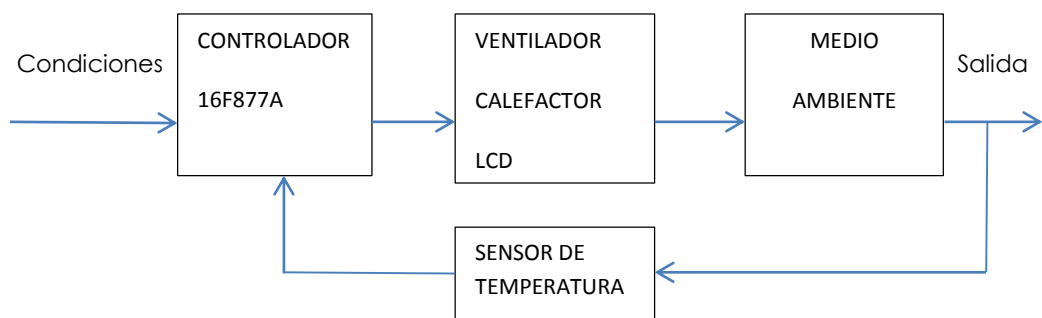 Condiciones
CONTROLADOR
16F877A
VENTILADOR
CALEFACTOR
LCD
MEDIO
AMBIENTE
Salida
SENSOR DE
TEMPERATURA